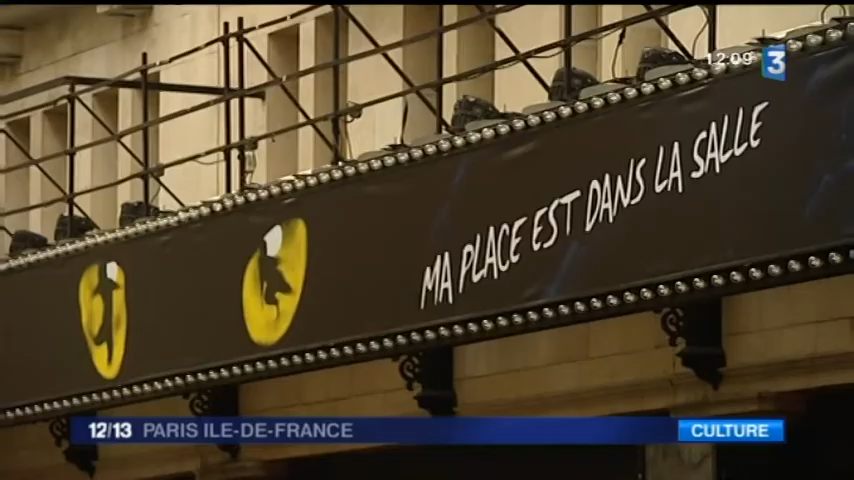 12:09 3
MA PLACE EST DANS LA SALLE
12/13 PARIS ILE-DE-FRANCE
CULTURE